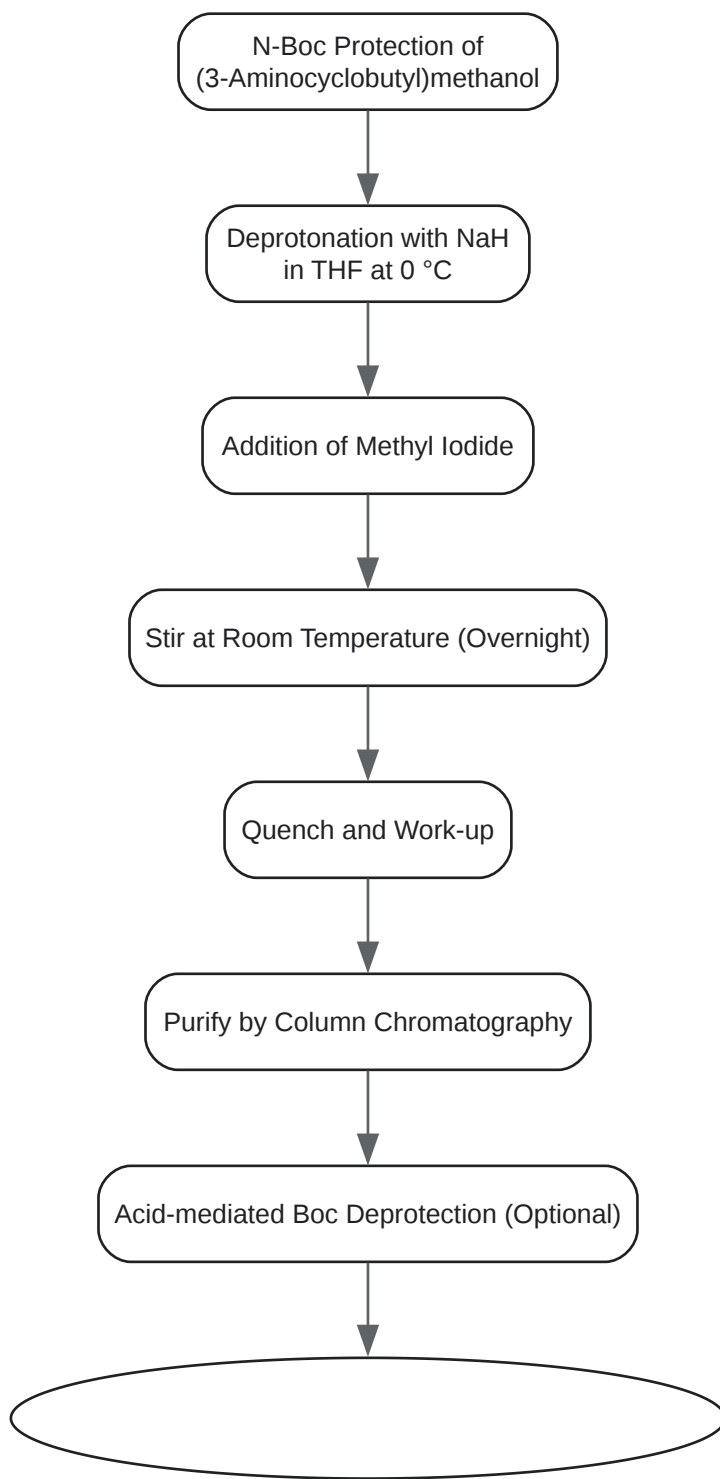 N-Boc Protection of
(3-Aminocyclobutyl)methanol
Deprotonation with NaH
in THF at 0 °C
Addition of Methyl Iodide
Stir at Room Temperature (Overnight)
Quench and Work-up
Purify by Column Chromatography
Acid-mediated Boc Deprotection (Optional)